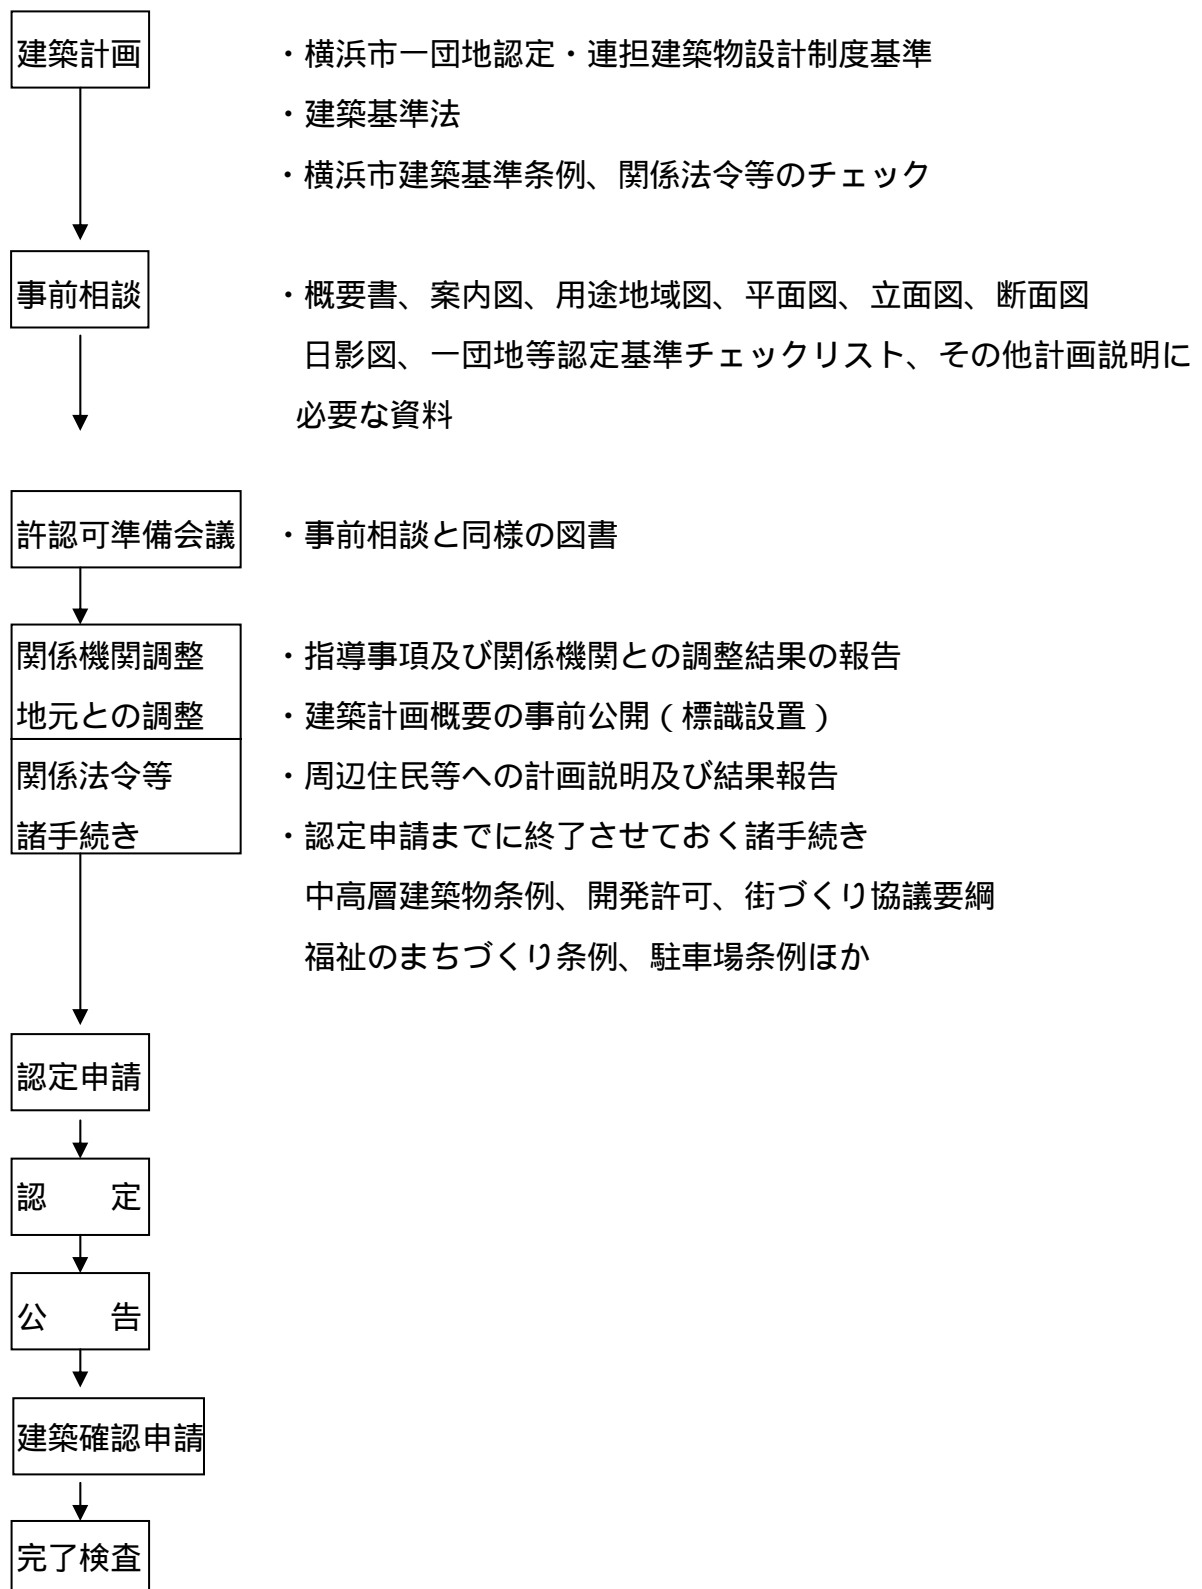 建築計画 ・横浜市一団地認定・連担建築物設計制度基準
・建築基準法
・横浜市建築基準条例、関係法令等のチェック
事前相談 ・概要書、案内図、用途地域図、平面図、立面図、断面図
日影図、一団地等認定基準チェックリスト、その他計画説明に
必要な資料
許認可準備会議 ・事前相談と同様の図書
関係機関調整 ・指導事項及び関係機関との調整結果の報告
地元との調整 ・建築計画概要の事前公開（標識設置）
関係法令等 ・周辺住民等への計画説明及び結果報告
諸手続き ・認定申請までに終了させておく諸手続き
中高層建築物条例、開発許可、街づくり協議要綱
福祉のまちづくり条例、駐車場条例ほか
認定申請
認　　定
公　　告
建築確認申請
完了検査